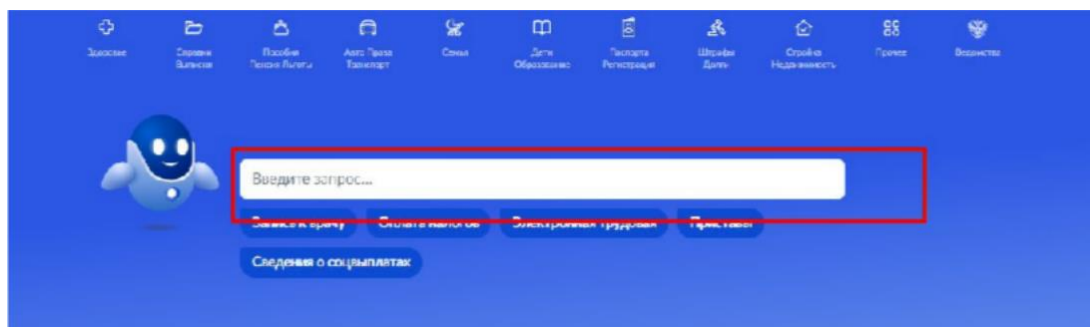 Здоровье
Справки
Выписки
Пособия
Пенсия Льготы
Авто Права
Транспорт
Семья
Дети
Образование
Паспорта
Регистрация
Штрафы
Долги
Стройка
Недвижимость
Прочее
Ведомства
Введите запрос...
Запись к врачу
Оплата налогов
Электронная трудовая
Приставы
Сведения о соцвыплатах